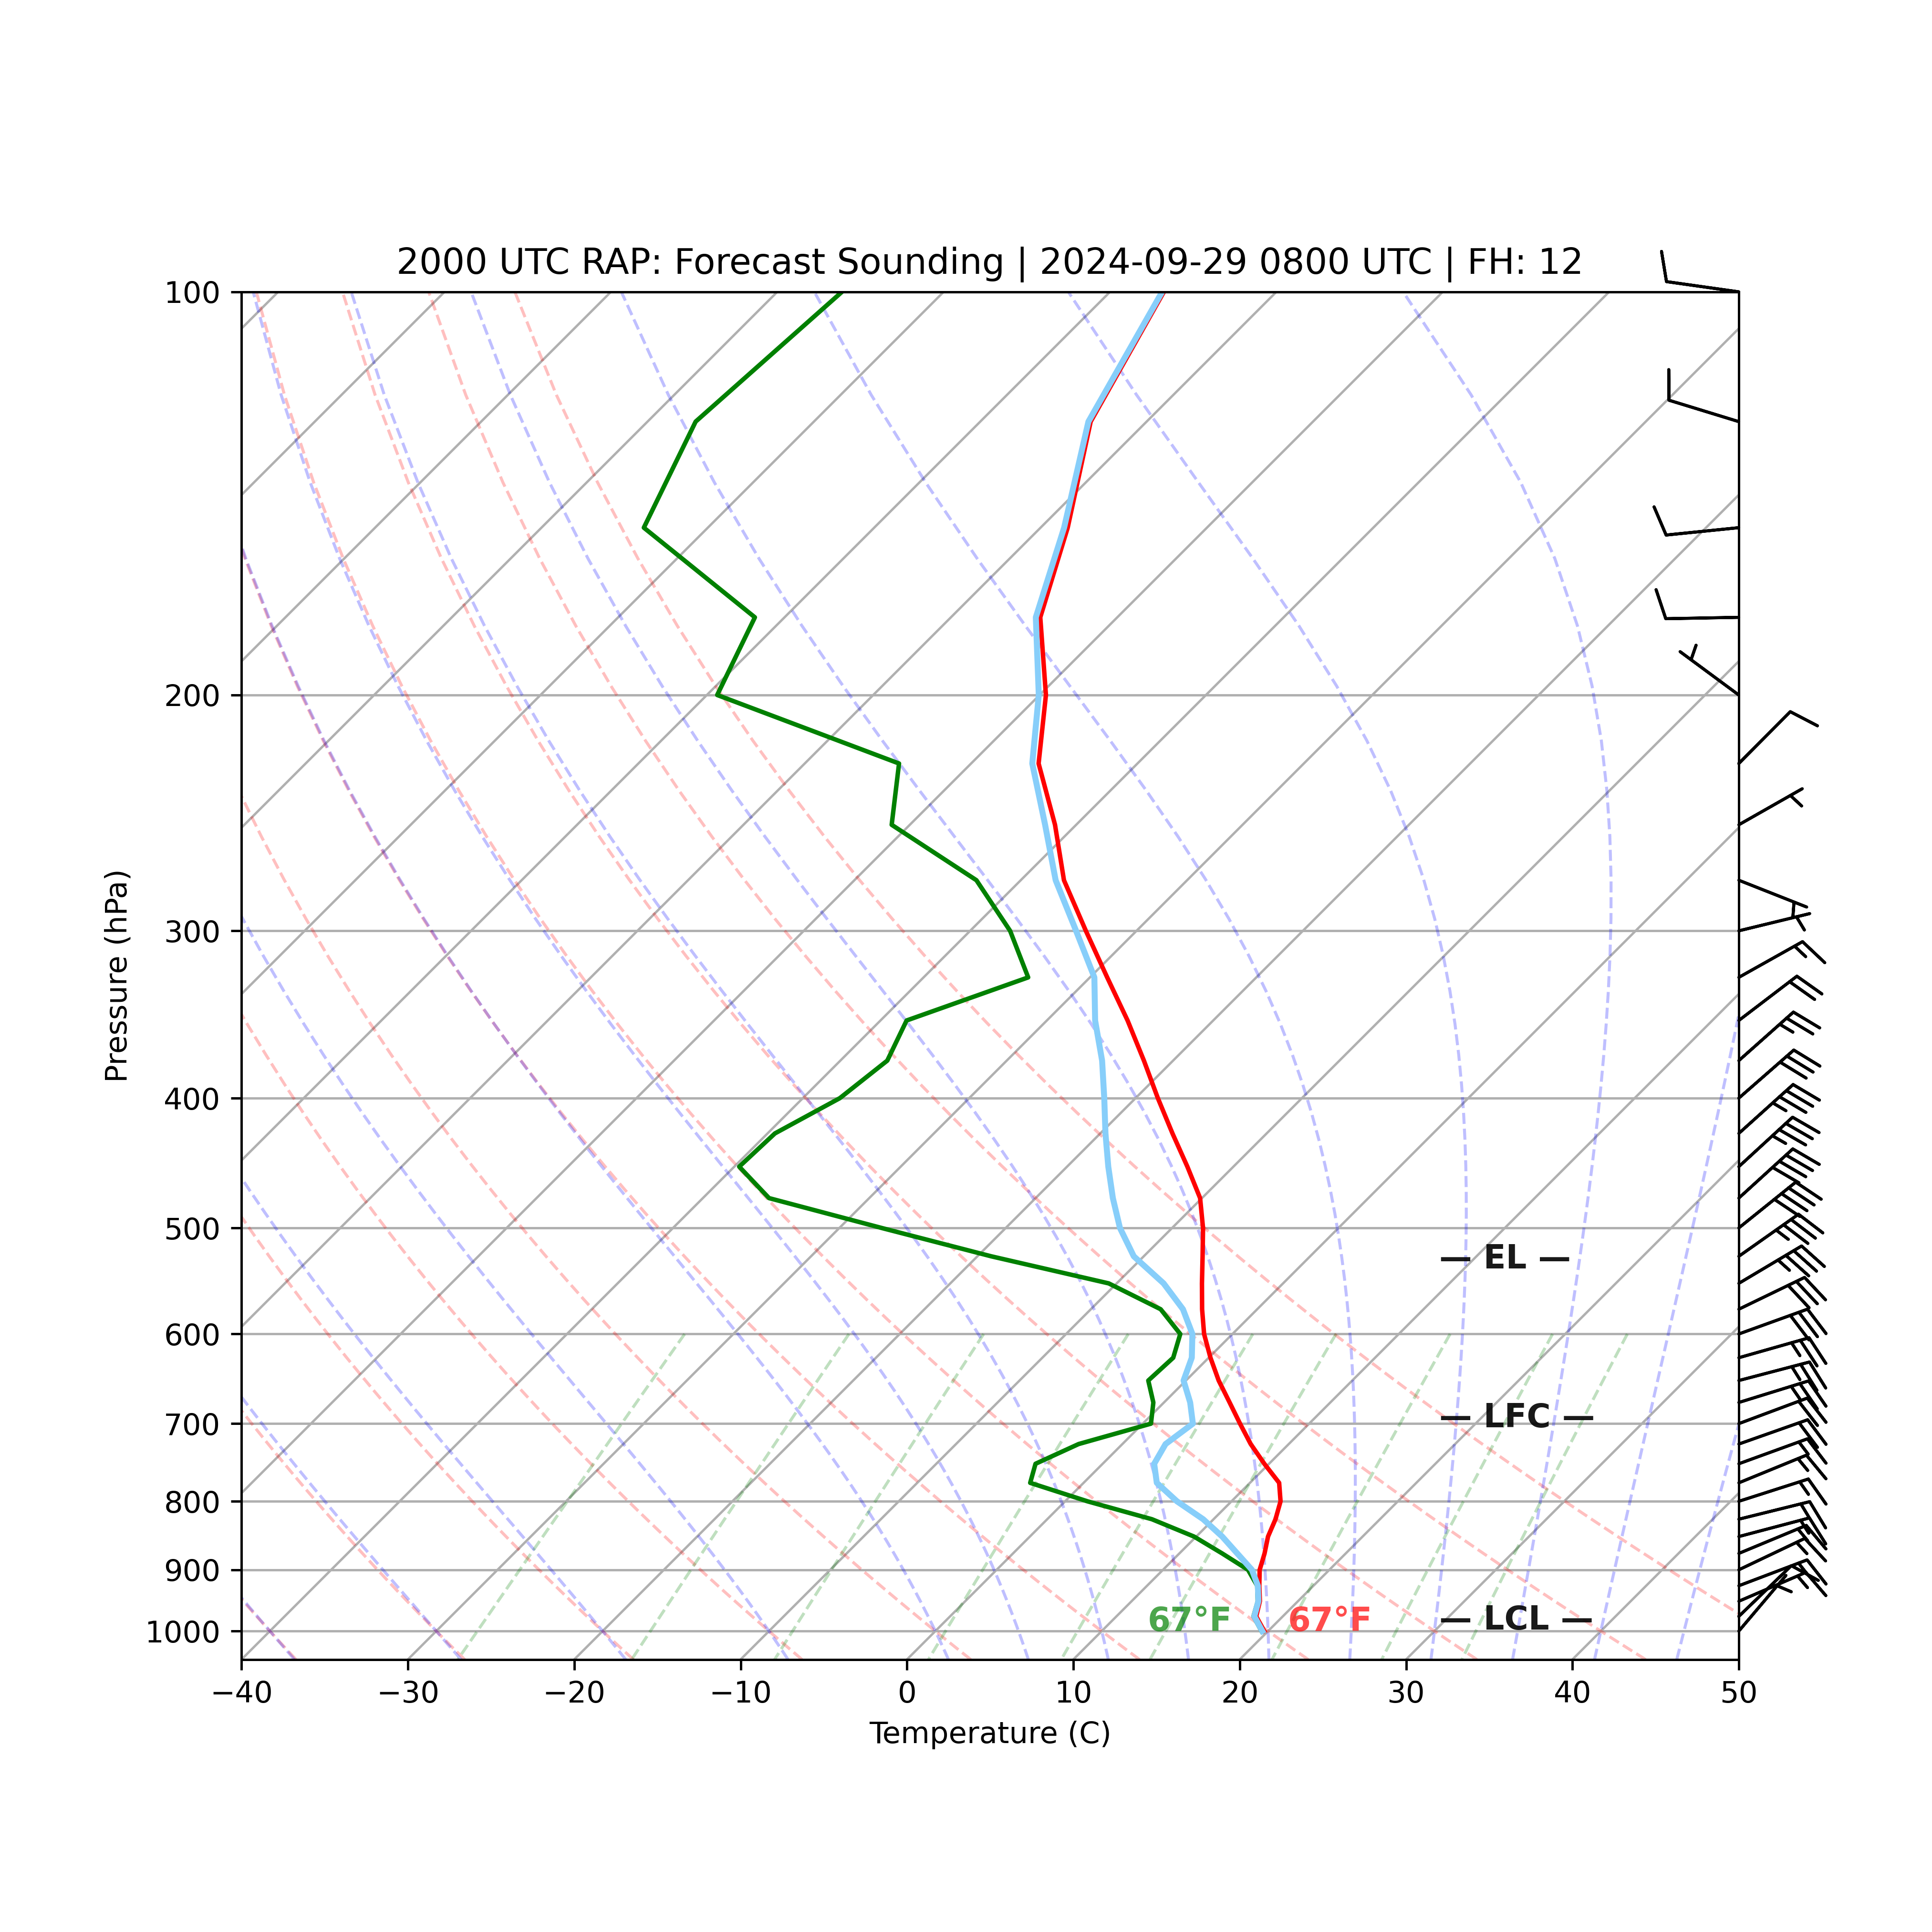 2000 UTC RAP: Forecast Sounding | 2024-09-29 0800 UTC | FH: 12
100
200
300
400
500
600
700
800
900
1000
Pressure (hPa)
— EL —
— LFC —
— LCL —
67°F 67°F
−40 −30 −20 −10 0 10 20 30 40 50
Temperature (C)